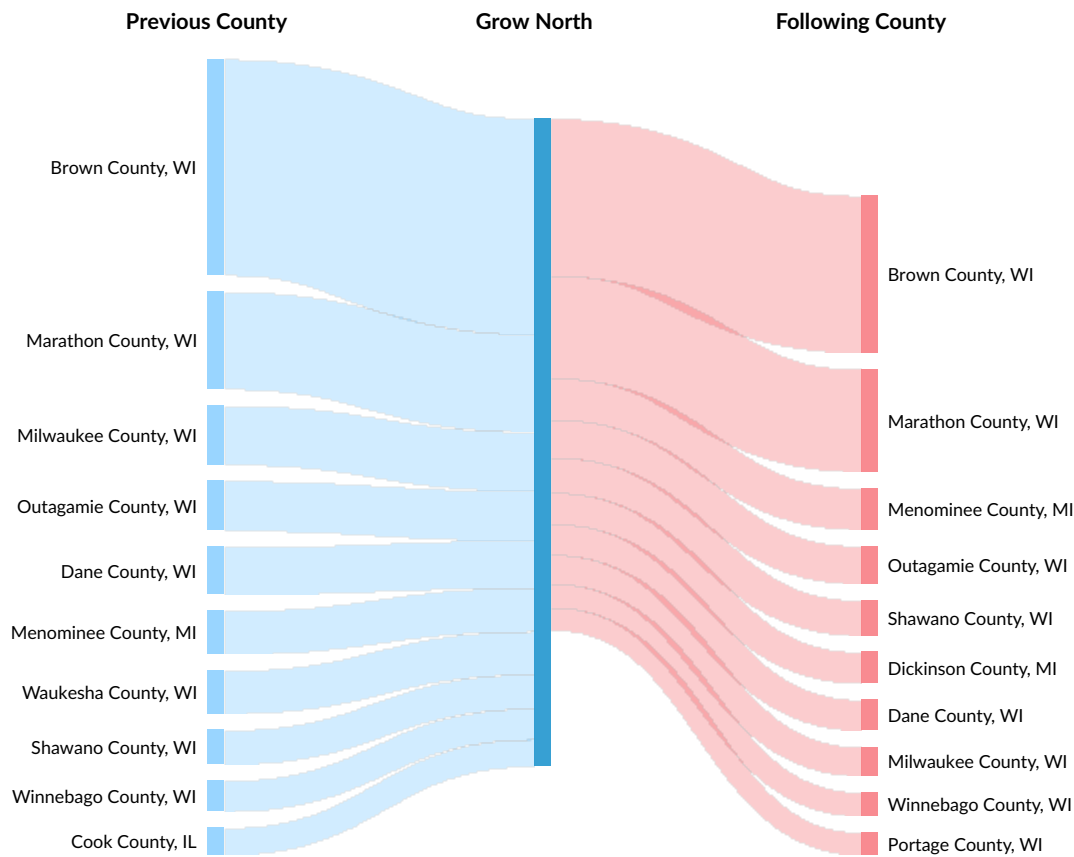 Previous County
Grow North
Following County
Brown County, WI
Marathon County, WI
Milwaukee County, WI
Outagamie County, WI
Dane County, WI
Menominee County, MI
Waukesha County, WI
Shawano County, WI
Winnebago County, WI
Cook County, IL
Brown County, WI
Marathon County, WI
Menominee County, MI
Outagamie County, WI
Shawano County, WI
Dickinson County, MI
Dane County, WI
Milwaukee County, WI
Winnebago County, WI
Portage County, WI